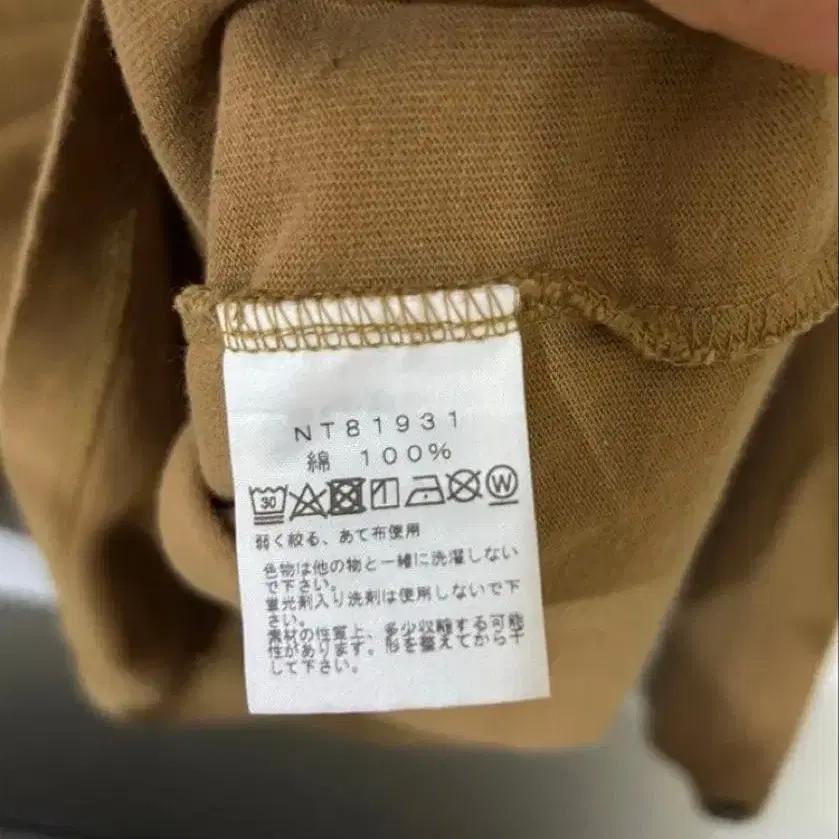 NT81931
綿 100%
30 W
弱く絞る、あて布使用
色物は他の物と一緒に洗濯しない
で下さい。
蛍光剤入り洗剤は使用しないで下
さい。
素材の性質上、多少収縮する可能
性があります。形を整えてから干
して下さい。